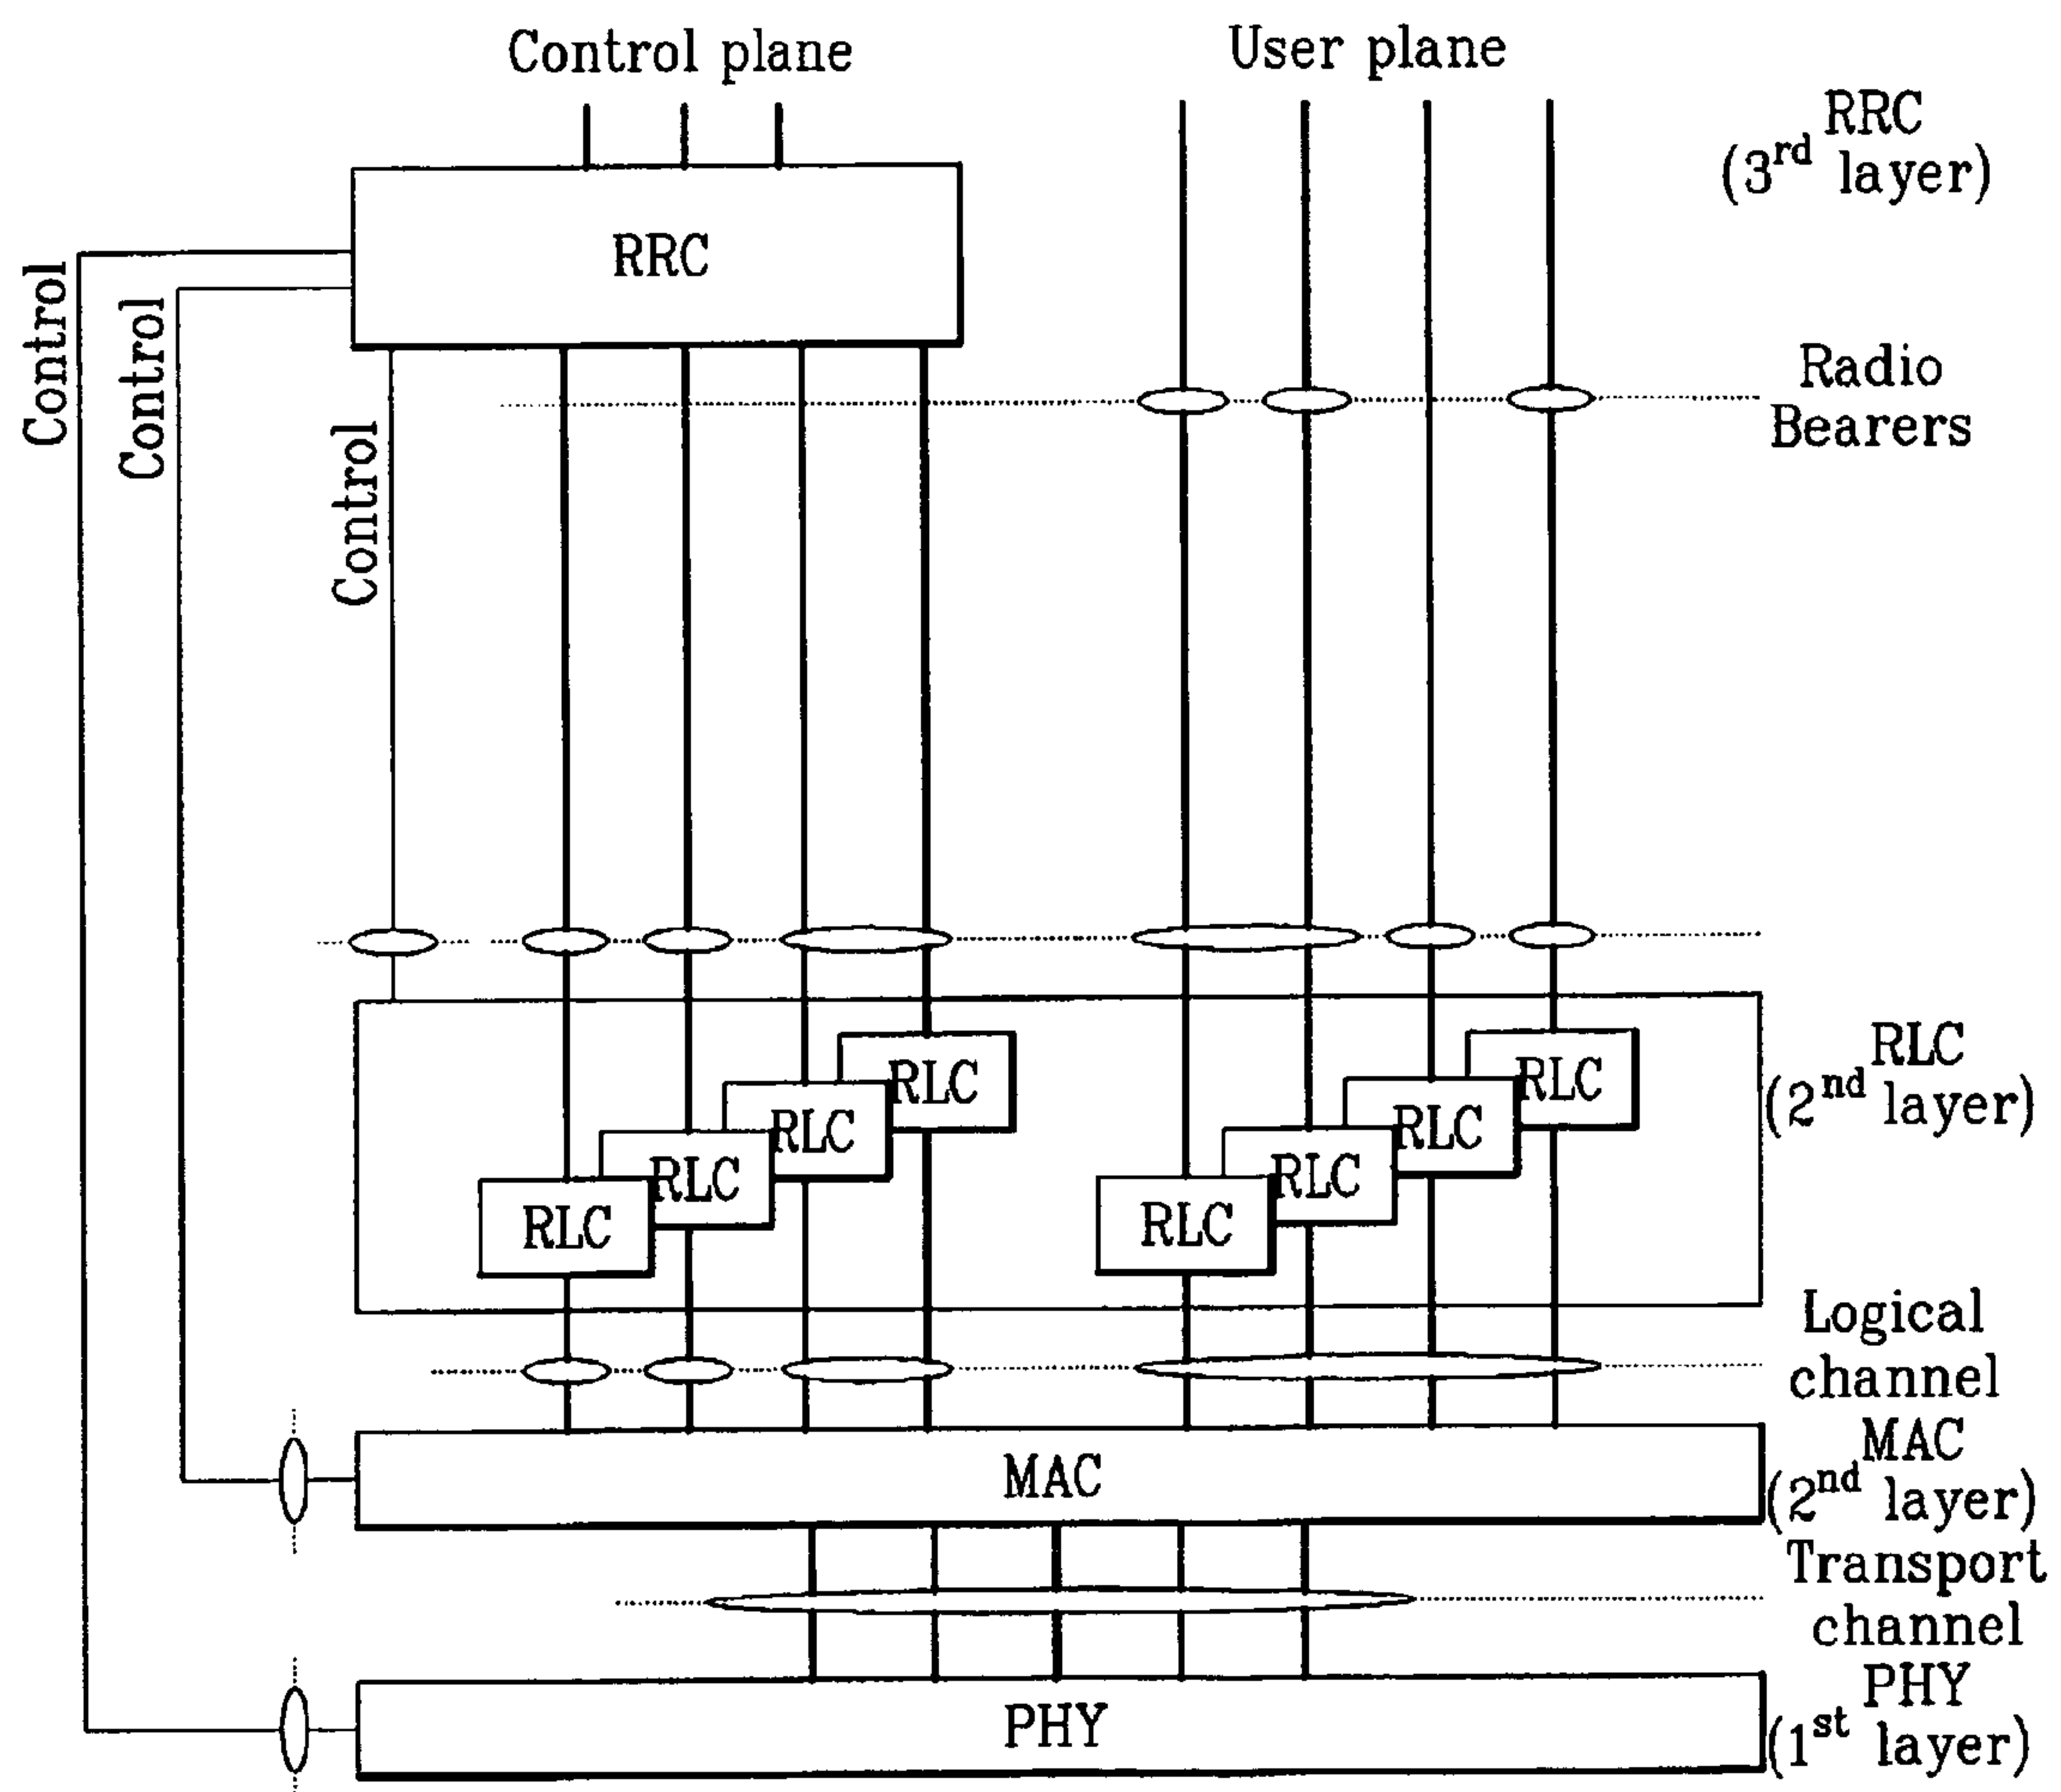 Control plane
User plane
RRC
(3rd layer)
RRC
Control
Control
Control
Radio
Bearers
RLC
RLC
RLC
RLC
RLC
RLC
RLC
RLC
RLC
(2nd layer)
Logical
channel
MAC
MAC
(2nd layer)
Transport
channel
PHY
PHY
(1st layer)